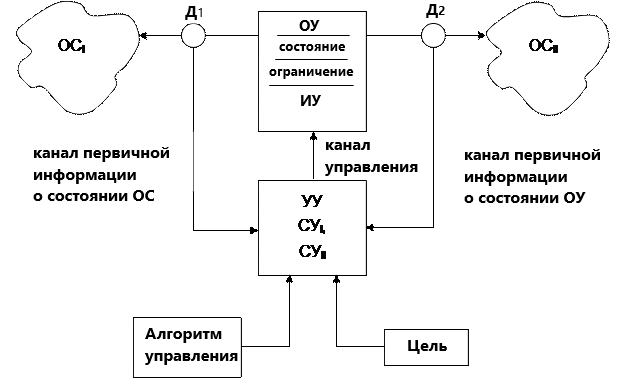 Д1
ОУ
Д2
состояние
ограничение
ИУ
ОСI
ОСII
канал первичной
информации
о состоянии ОС
канал
управления
канал первичной
информации
о состоянии ОУ
УУ
СУI,
СУII
Алгоритм
управления
Цель